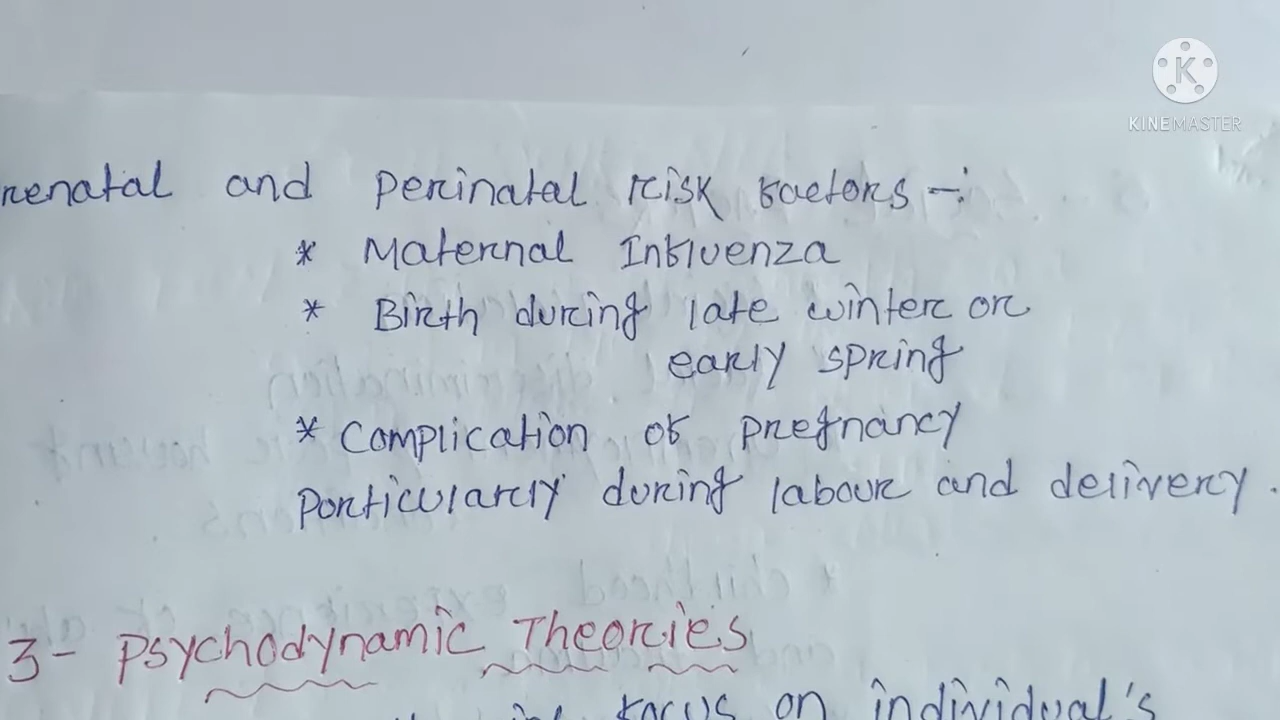 KINEMASTER
renatal and perinatal risk factors -:
* Maternal Influenza
* Birth during late winter or
early spring
* Complication of pregnancy
Porticularly during labour and delivery.
3- Psychodynamic Theories
focus on individual's